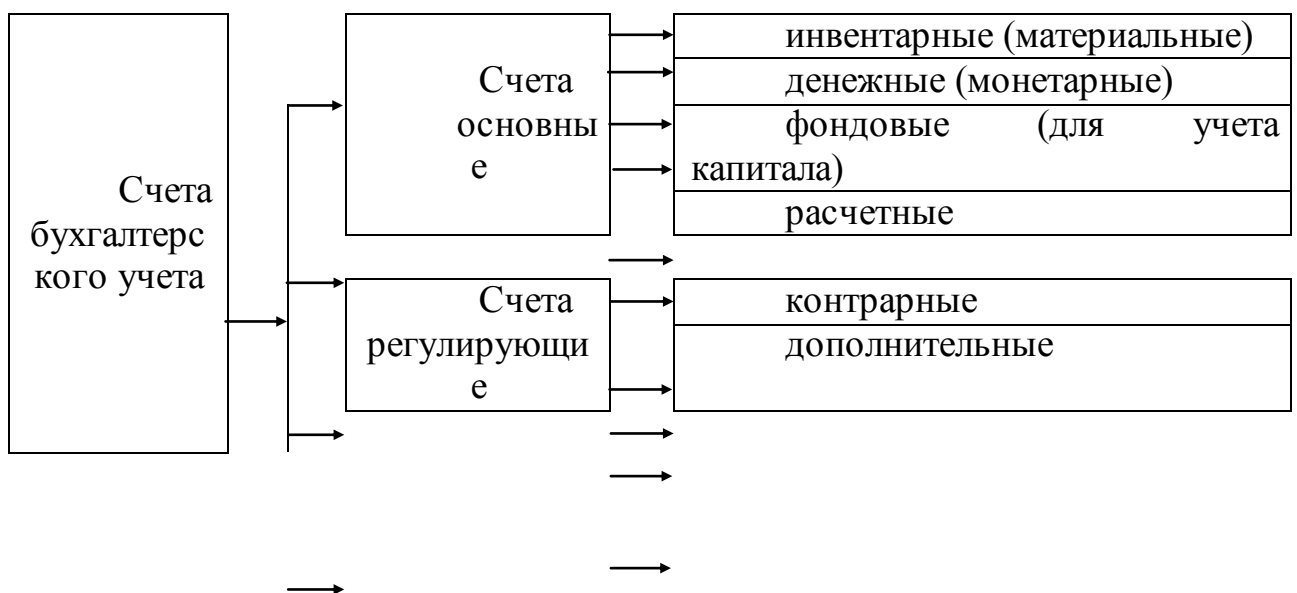 Счета
бухгалтерс
кого учета
Счета
основны
е
инвентарные (материальные)
денежные (монетарные)
фондовые (для учета
капитала)
расчетные
Счета
регулирующи
е
контрарные
дополнительные